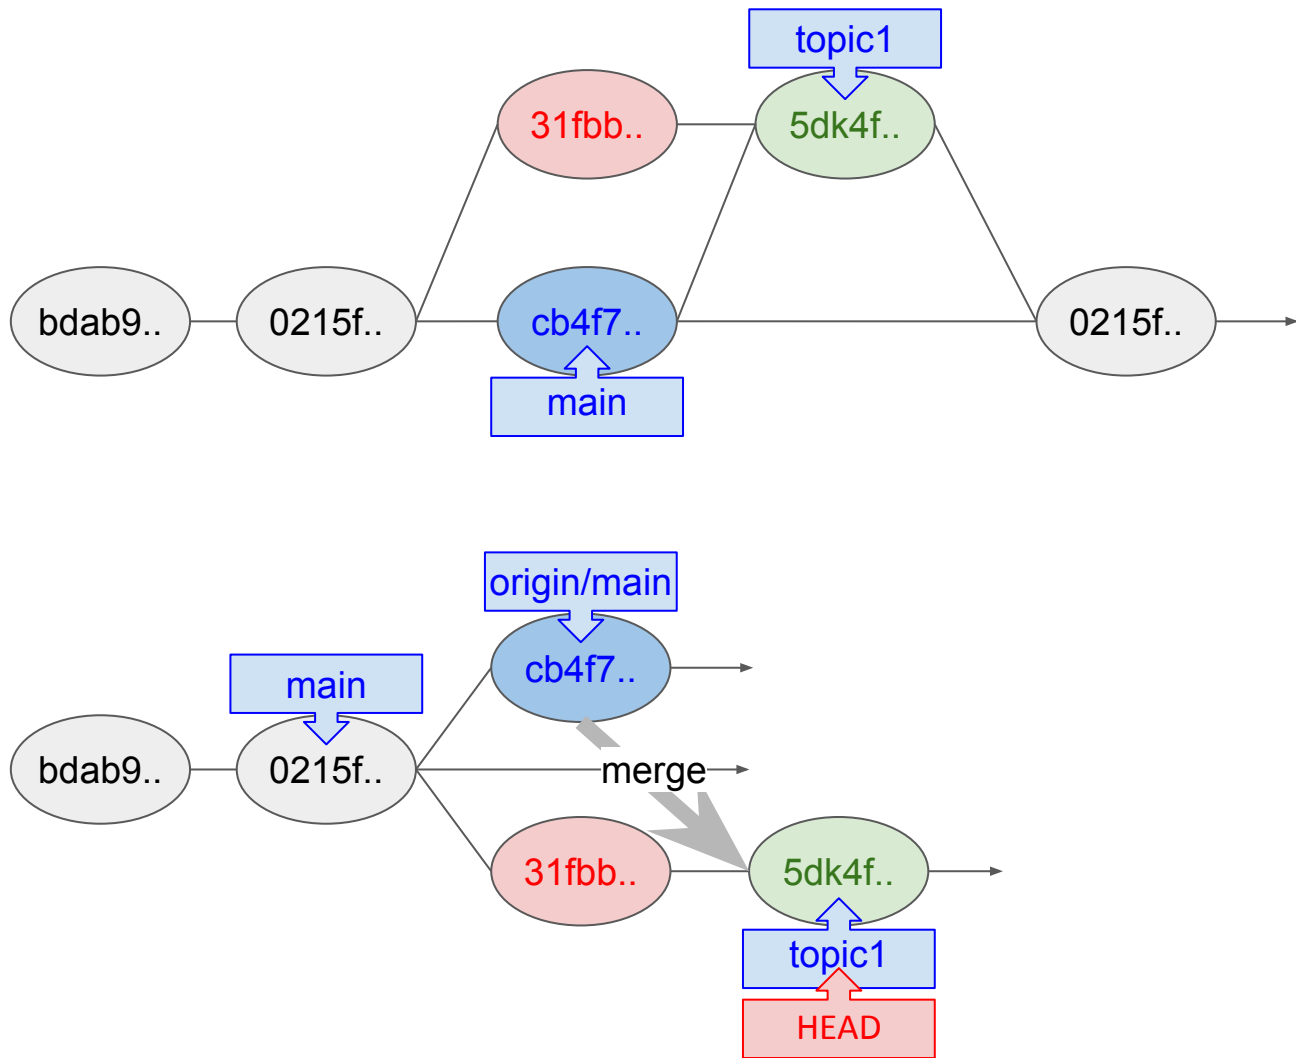 topic1
31fbb..
5dk4f..
bdab9..
0215f..
cb4f7..
0215f..
main
origin/main
cb4f7..
main
bdab9..
0215f..
merge
31fbb..
5dk4f..
topic1
HEAD